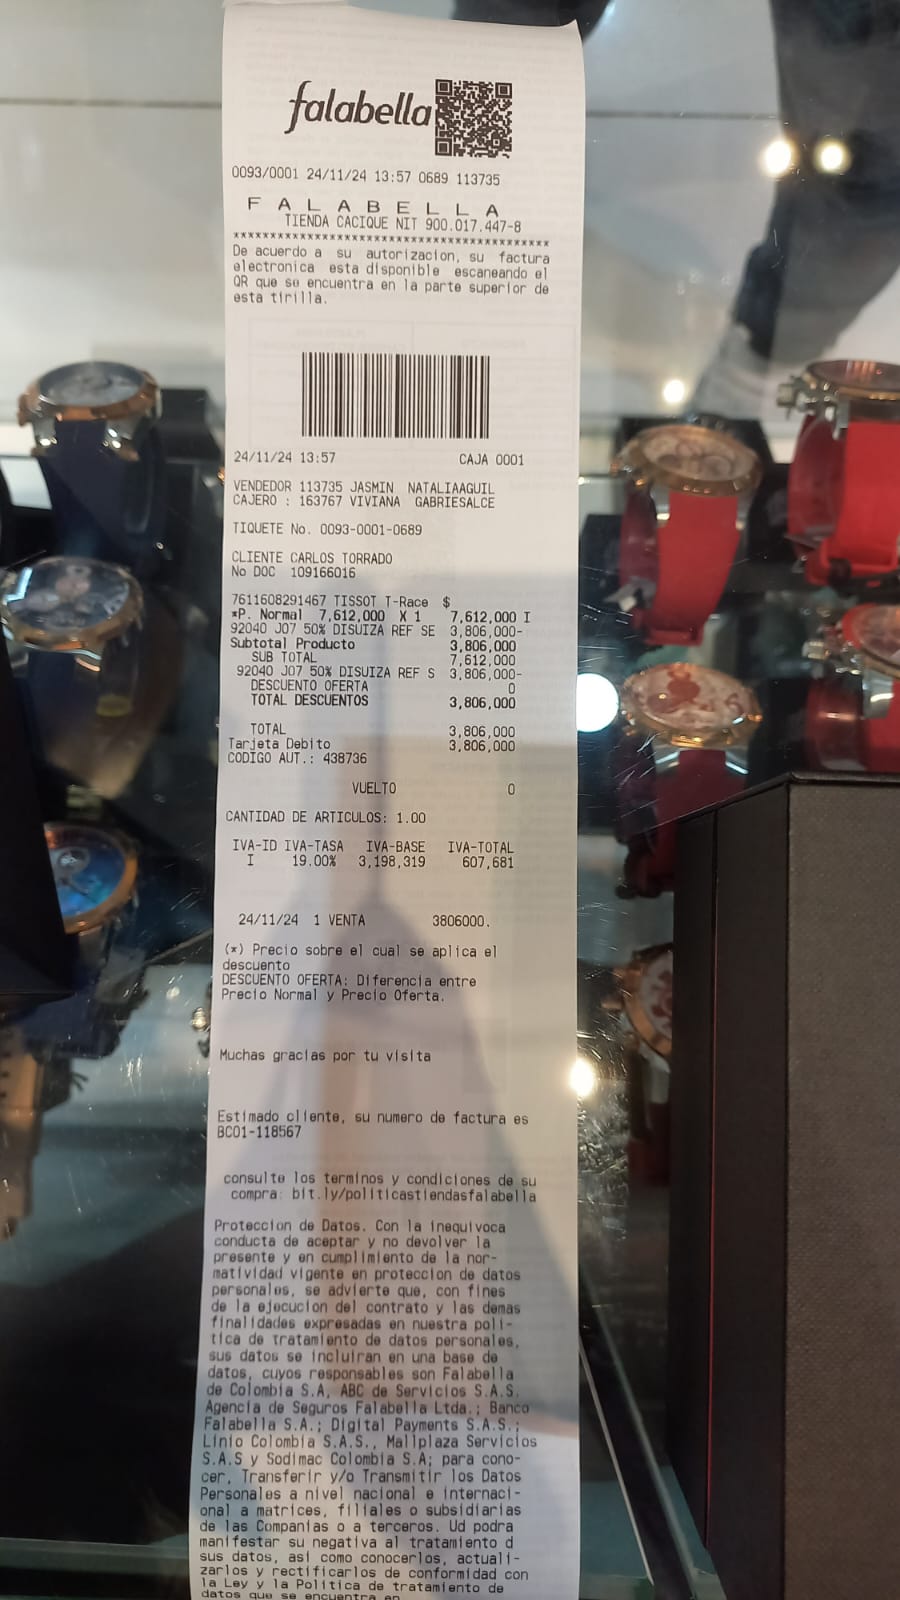 falabella
0093/0001 24/11/24 13:57 0689 113735
F A L A B E L L A
TIENDA CACIQUE NIT 900.017.447-8
************************************************
De acuerdo a su autorizacion, su factura
electronica esta disponible escaneando el
QR que se encuentra en la parte superior de
esta tirilla.
24/11/24 13:57 CAJA 0001
VENDEDOR 113735 JASMIN NATALIAAGUIL
CAJERO : 163767 VIVIANA GABRIESALCE
TIQUETE No. 0093-0001-0689
CLIENTE CARLOS TORRADO
No DOC 109166016
7611608291467 TISSOT T-Race $
*P. Normal 7,612,000 X 1 7,612,000 I
92040 J07 50% DISUIZA REF SE 3,806,000-
Subtotal Producto 3,806,000
SUB TOTAL 7,612,000
92040 J07 50% DISUIZA REF S 3,806,000-
DESCUENTO OFERTA 0
TOTAL DESCUENTOS 3,806,000
TOTAL 3,806,000
Tarjeta Debito 3,806,000
CODIGO AUT.: 438736
VUELTO 0
CANTIDAD DE ARTICULOS: 1.00
IVA-ID IVA-TASA IVA-BASE IVA-TOTAL
I 19.00% 3,198,319 607,681
24/11/24 1 VENTA 3806000.
(*) Precio sobre el cual se aplica el
descuento
DESCUENTO OFERTA: Diferencia entre
Precio Normal y Precio Oferta.
Muchas gracias por tu visita
Estimado cliente, su numero de factura es
BC01-118567
consulte los terminos y condiciones de su
compra: bit.ly/politicastiendasfalabella
Proteccion de Datos. Con la inequivoca
conducta de aceptar y no devolver la
presente y en cumplimiento de la nor-
matividad vigente en proteccion de datos
personales, se advierte que, con fines
de la ejecucion del contrato y las demas
finalidades expresadas en nuestra poli-
tica de tratamiento de datos personales,
sus datos se incluiran en una base de
datos, cuyos responsables son Falabella
de Colombia S.A, ABC de Servicios S.A.S.
Agencia de Seguros Falabella Ltda.; Banco
Falabella S.A.; Digital Payments S.A.S.;
Linio Colombia S.A.S., Mallplaza Servicios
S.A.S y Sodimac Colombia S.A; para cono-
cer, Transferir y/o Transmitir los Datos
Personales a nivel nacional e internaci-
onal a matrices, filiales o subsidiarias
de las Companias o a terceros. Ud podra
manifestar su negativa al tratamiento d
sus datos, asi como conocerlos, actuali-
zarlos y rectificarlos de conformidad con
la Ley y la Politica de tratamiento de
datos que se encuentra en